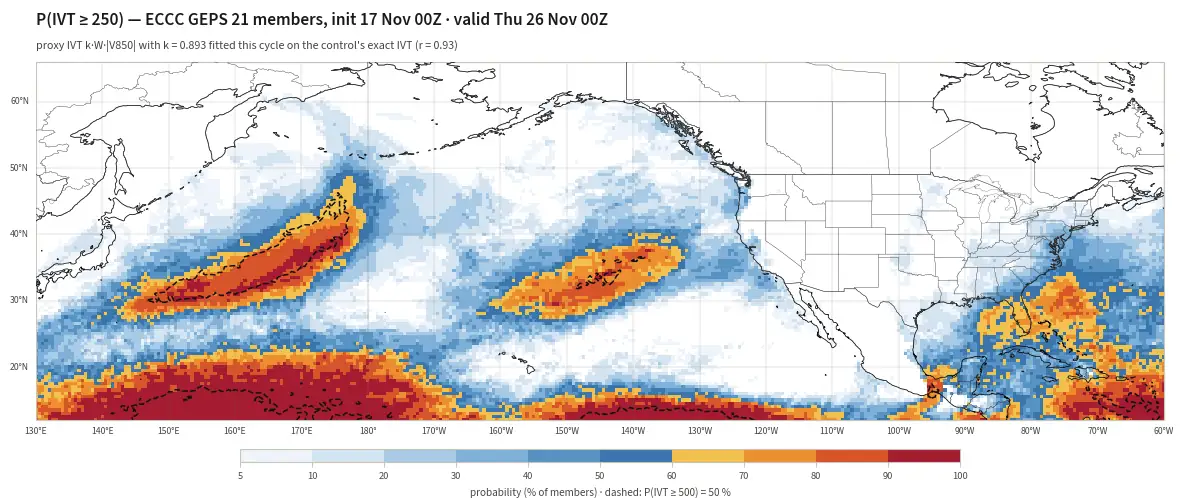 P(IVT ≥ 250) — ECCC GEPS 21 members, init 17 Nov 00Z · valid Thu 26 Nov 00Z
proxy IVT k·W·|V850| with k = 0.893 fitted this cycle on the control's exact IVT (r = 0.93)
60°N
50°N
40°N
30°N
20°N
130°E 140°E 150°E 160°E 170°E 180° 170°W 160°W 150°W 140°W 130°W 120°W 110°W 100°W 90°W 80°W 70°W 60°W
5 10 20 30 40 50 60 70 80 90 100
probability (% of members) · dashed: P(IVT ≥ 500) = 50 %